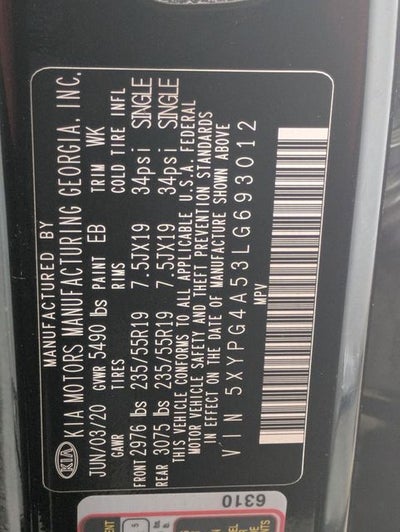 MANUFACTURED BY
KIA KIA MOTORS MANUFACTURING GEORGIA, INC.
JUN/03/20 GVWR 5490 lbs PAINT EB TRIM WK
GAWR TIRES RIMS COLD TIRE INFL
FRONT 2976 lbs 235/55R19 7.5JX19 34psi SINGLE
REAR 3075 lbs 235/55R19 7.5JX19 34psi SINGLE
THIS VEHICLE CONFORMS TO ALL APPLICABLE U.S.A. FEDERAL
MOTOR VEHICLE SAFETY AND THEFT PREVENTION STANDARDS
IN EFFECT ON THE DATE OF MANUFACTURE SHOWN ABOVE
VIN 5XYPG4A53LG693012
MPV
6310